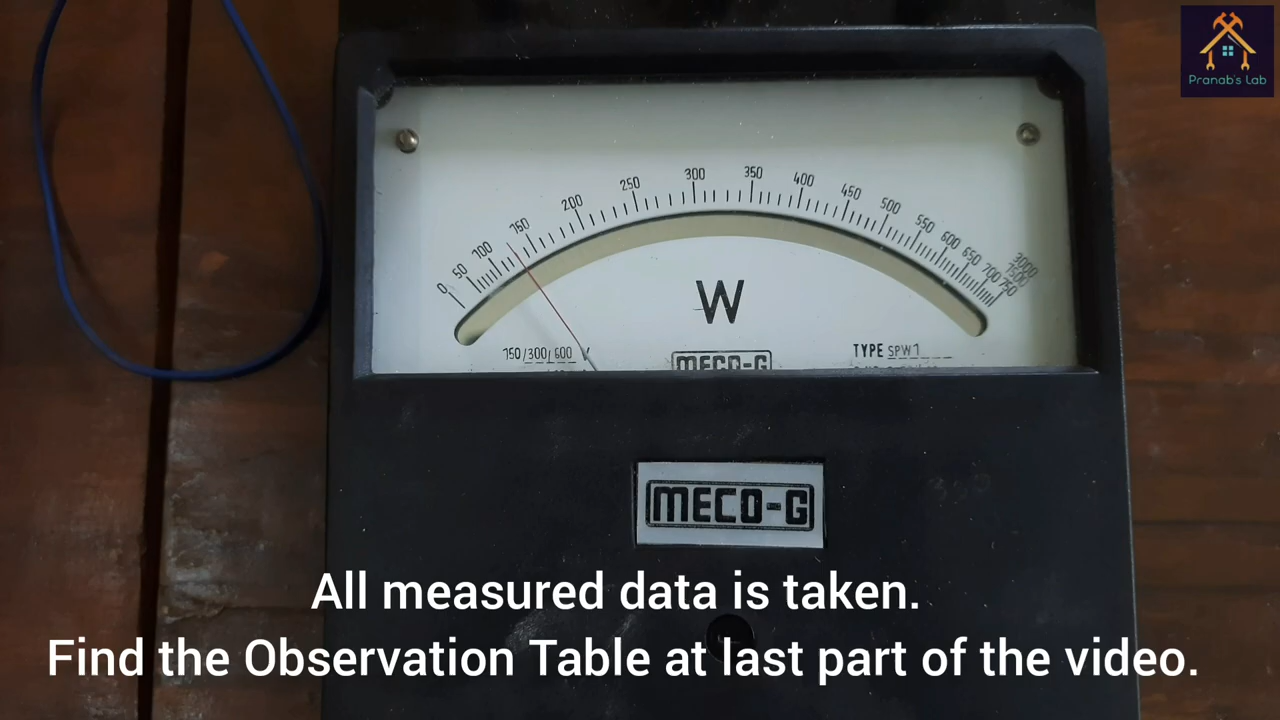 Pranab's Lab
0 50 100 150 200 250 300 350 400 450 500 550 600 650 700 750
1500
3000
W
150/300/600 V
MECO-G
TYPE SPW1
MECO-G
All measured data is taken.
Find the Observation Table at last part of the video.